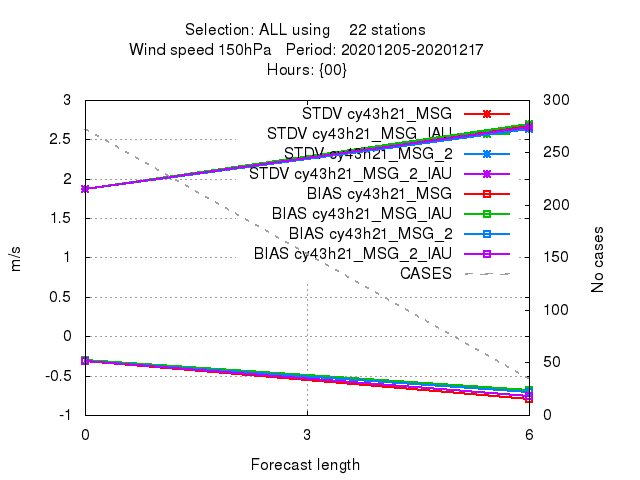 Selection: ALL using    22 stations
Wind speed 150hPa   Period: 20201205-20201217
Hours: {00}
3
2.5
2
1.5
1
0.5
0
-0.5
-1
m/s
STDV cy43h21_MSG
STDV cy43h21_MSG_IAU
STDV cy43h21_MSG_2
STDV cy43h21_MSG_2_IAU
BIAS cy43h21_MSG
BIAS cy43h21_MSG_IAU
BIAS cy43h21_MSG_2
BIAS cy43h21_MSG_2_IAU
CASES
300
250
200
150
100
50
0
No cases
0 3 6
Forecast length